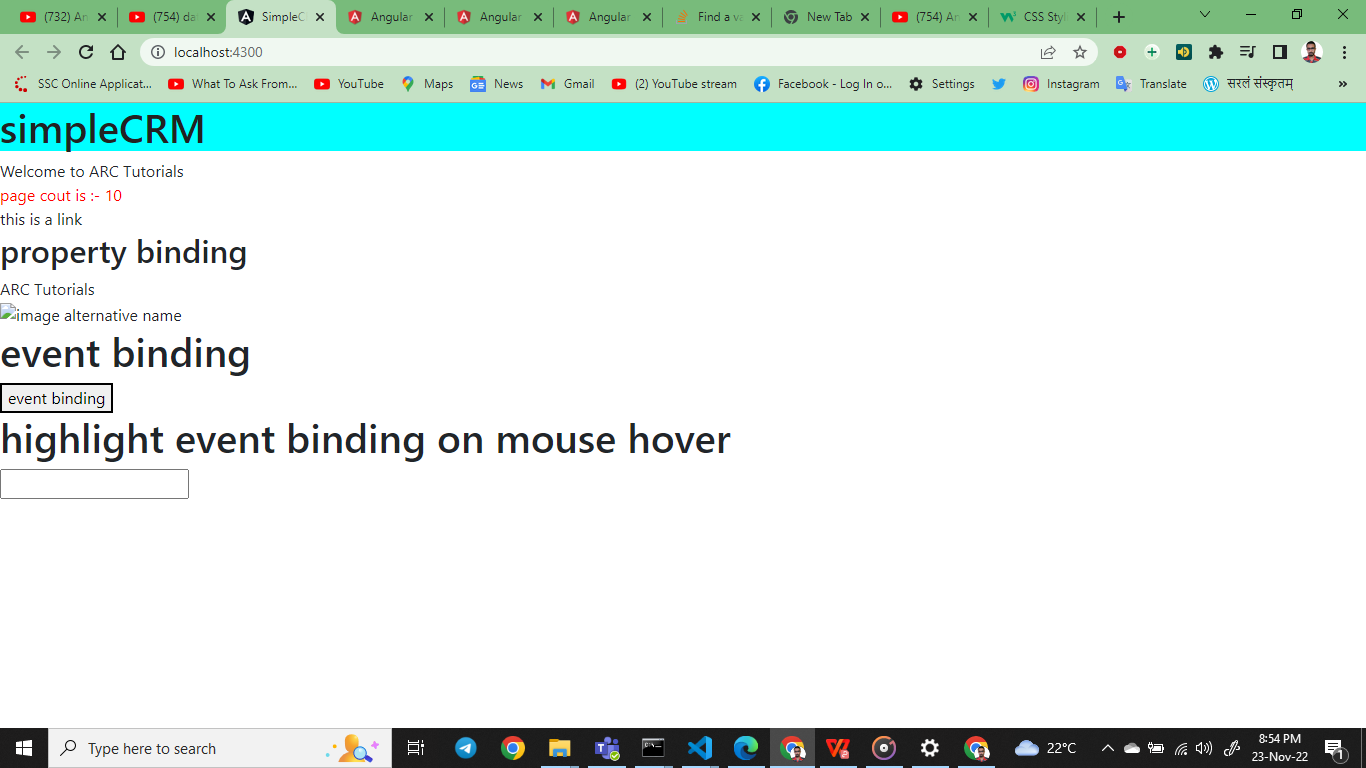 (732) An
(754) da
SimpleC
Angular
Angular
Angular
Find a va
New Tab
(754) An
CSS Styl
localhost:4300
SSC Online Applicat...
What To Ask From...
YouTube
Maps
News
Gmail
(2) YouTube stream
Facebook - Log In o...
Settings
Instagram
Translate
सरलं संस्कृतम्
»
simpleCRM
Welcome to ARC Tutorials
page cout is :- 10
this is a link
property binding
ARC Tutorials
image alternative name
event binding
event binding
highlight event binding on mouse hover
Type here to search
22°C
8:54 PM
23-Nov-22
1